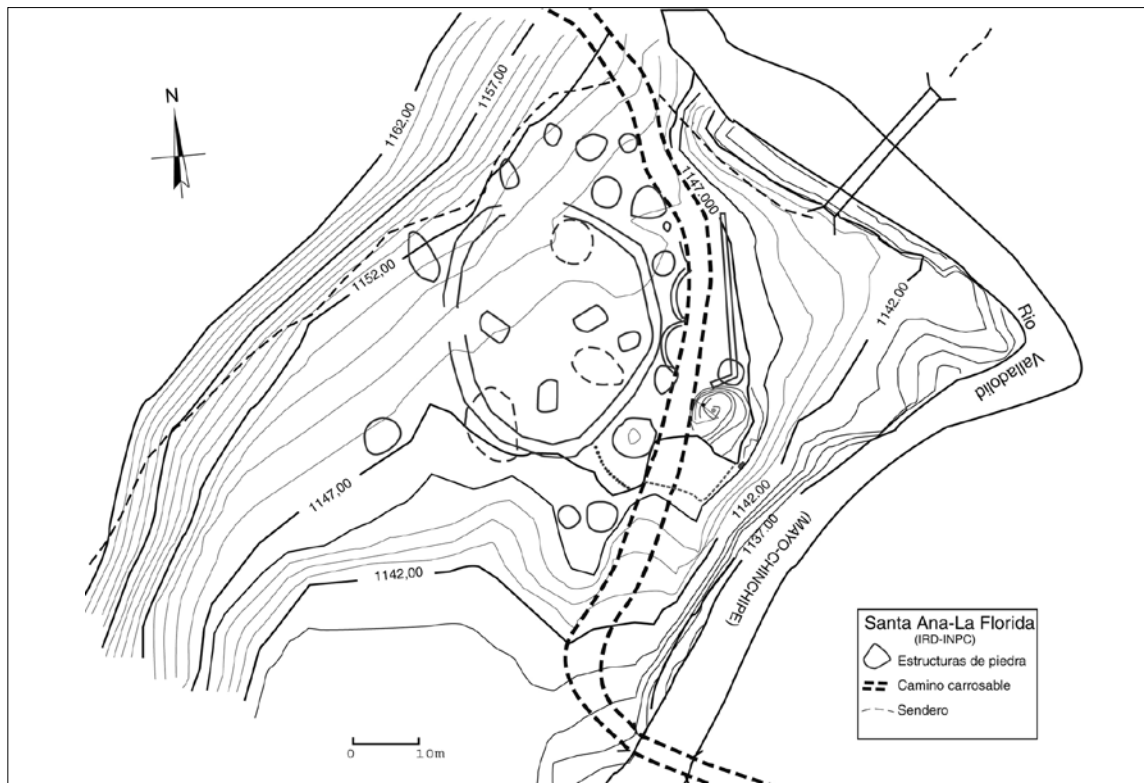 N
1162,00
1157,00
1147,000
1152,00
1142.00
Rio
Valladolid
1147,00
1142.00
1137.00
(MAYO-CHINCHIPE)
1142,00
Santa Ana-La Florida
(IRD-INPC)
Estructuras de piedra
Camino carrosable
Sendero
0 10m